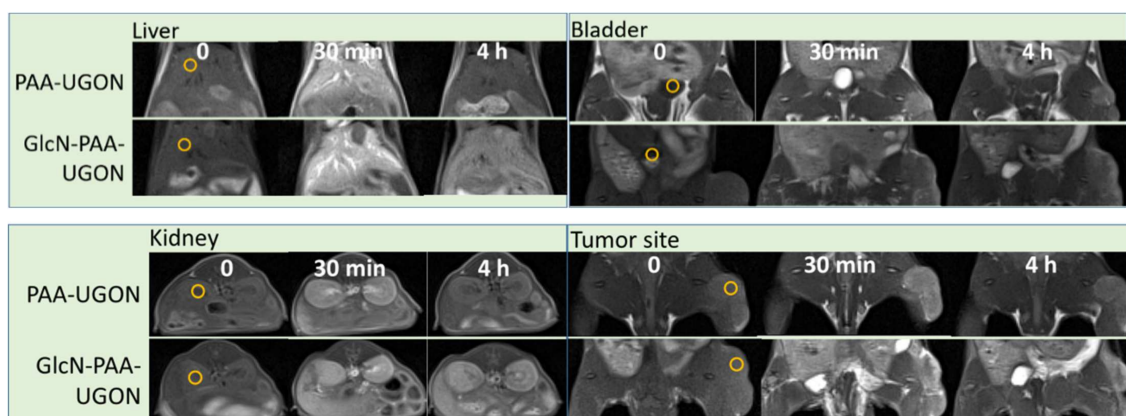 Liver
0 30 min 4 h
PAA-UGON
GlcN-PAA-
UGON
Bladder
0 30 min 4 h
Kidney
0 30 min 4 h
PAA-UGON
GlcN-PAA-
UGON
Tumor site
0 30 min 4 h